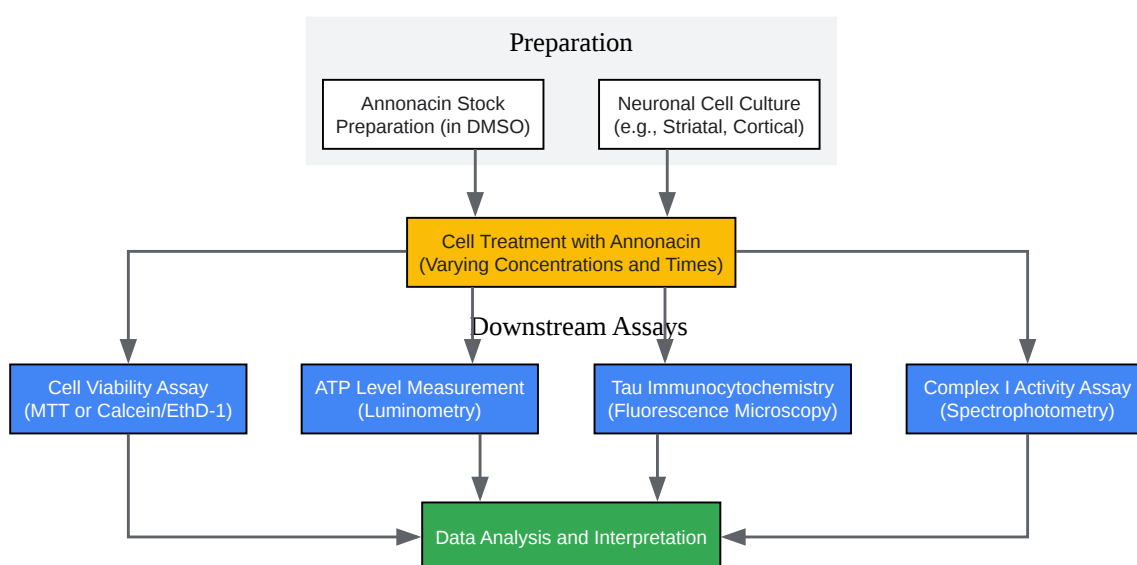 Preparation
Annonacin Stock
Preparation (in DMSO)
Neuronal Cell Culture
(e.g., Striatal, Cortical)
Cell Treatment with Annonacin
(Varying Concentrations and Times)
Downstream Assays
Cell Viability Assay
(MTT or Calcein/EthD-1)
ATP Level Measurement
(Luminometry)
Tau Immunocytochemistry
(Fluorescence Microscopy)
Complex I Activity Assay
(Spectrophotometry)
Data Analysis and Interpretation